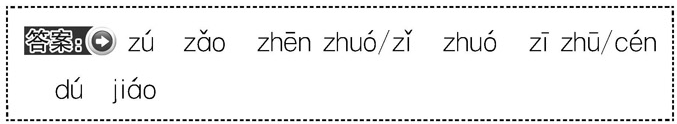 答案: zú zǎo zhēn zhuó/zǐ zhuó zī zhū/cén
dú jiáo